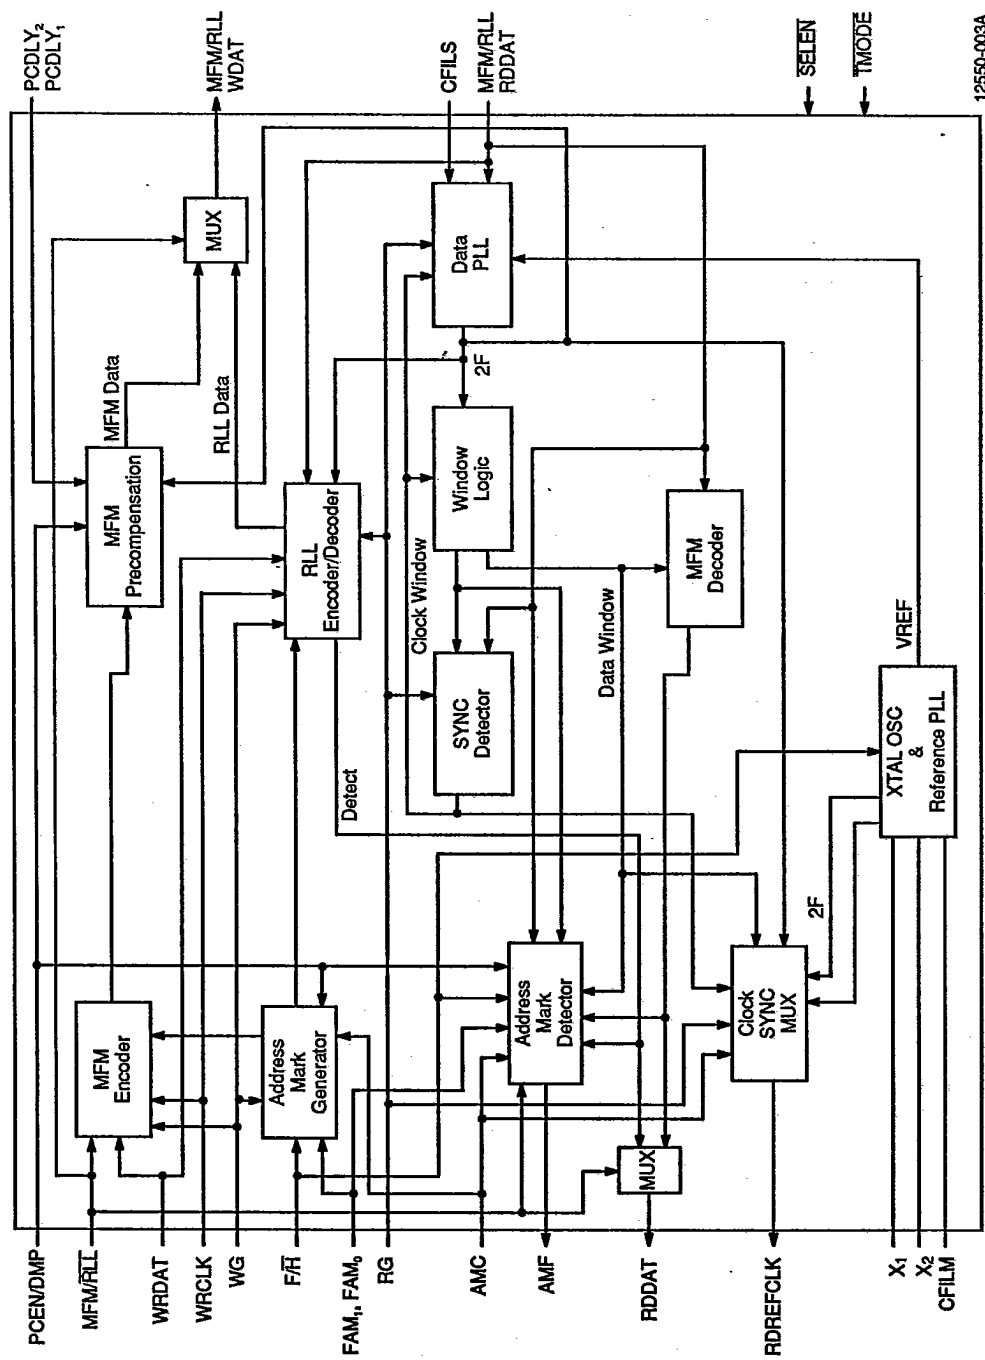 PCEN/DMP
MFM/RLL
WRDAT
WRCLK
WG
F/H
FAM₁, FAM₀
RG
AMC
AMF
RDDAT
RDREFCLK
X₁
X₂
CFILM
MFM
Encoder
Address
Mark
Generator
Address
Mark
Detector
MUX
Clock
SYNC
MUX
2F
XTAL OSC
&
Reference PLL
VREF
Detect
SYNC
Detector
Clock Window
Data Window
MFM
Decoder
Window
Logic
2F
RLL
Encoder/Decoder
MFM
Precompensation
MFM Data
RLL Data
Data
PLL
MUX
PCDLY₂
PCDLY₁
MFM/RLL
WDAT
CFILS
MFM/RLL
RDDAT
SELEN
TMODE
12550-003A